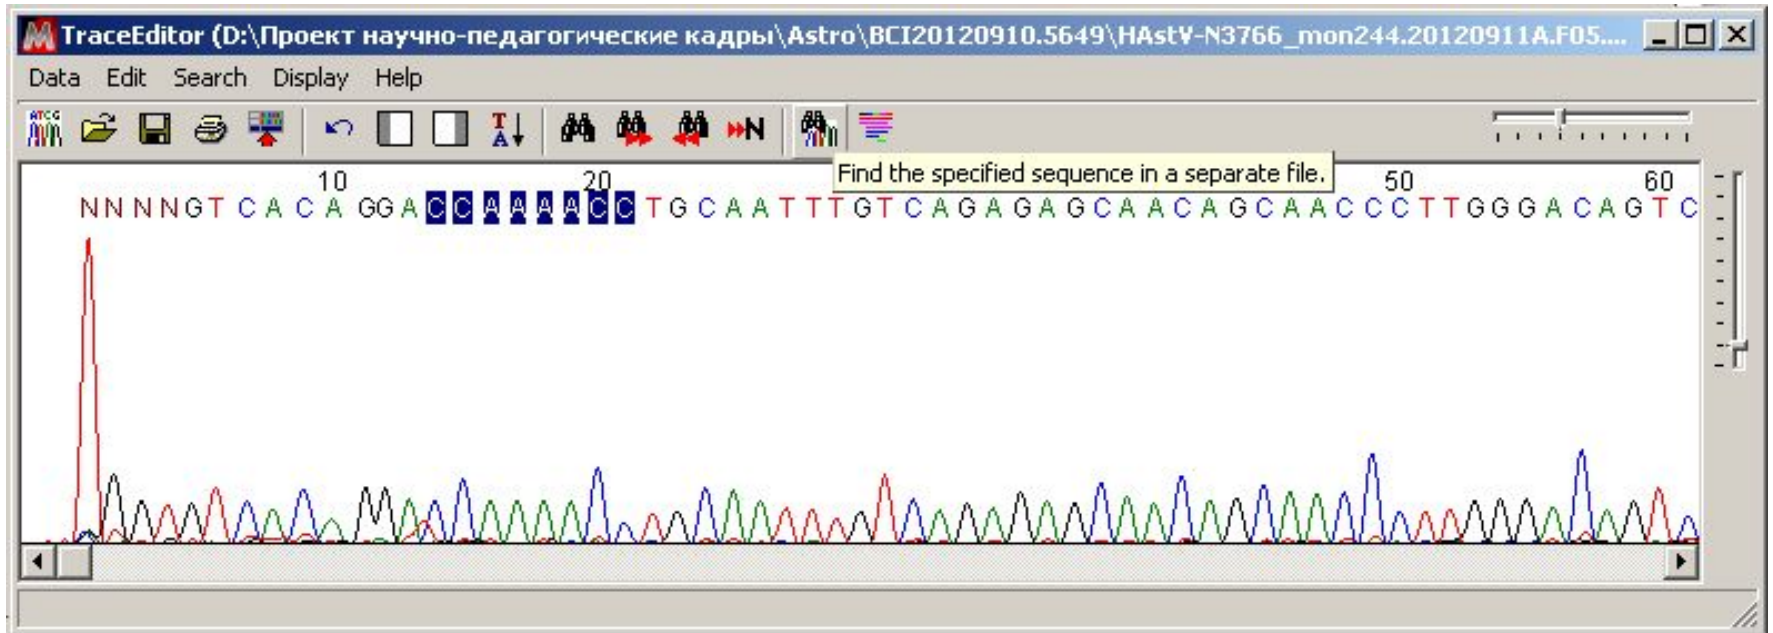 TraceEditor (D:\Проект научно-педагогические кадры\Astro\BCI20120910.5649\HAstV-N3766_mon244.20120911A.F05....
Data Edit Search Display Help
ATCG T A N
Find the specified sequence in a separate file.
10 20 50 60
NNNNGTCACAGGACCAAAACCTGCAATTTGTCAGAGAGCAACAGCAACCCTTGGGACAGTC